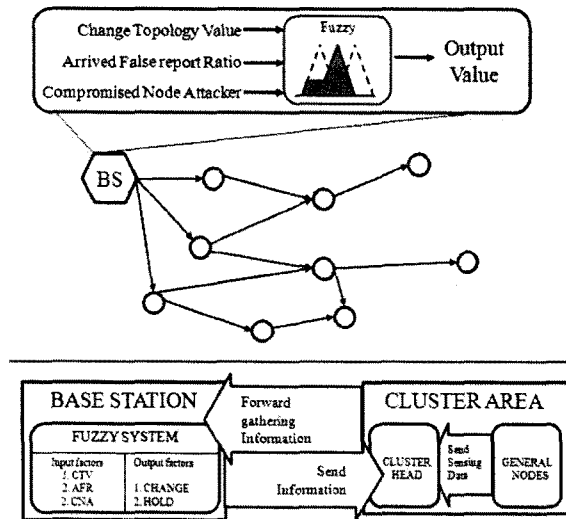 Change Topology Value
Fuzzy
Arrived False report Ratio
Compromised Node Attacker
Output
Value
BS
BASE STATION
FUZZY SYSTEM
Input factors
1. CTV
2. AFR
3. CNA
Output factors
1. CHANGE
2. HOLD
Forward
gathering
Information
Send
Information
CLUSTER AREA
CLUSTER
HEAD
Send
Sensing
Data
GENERAL
NODES